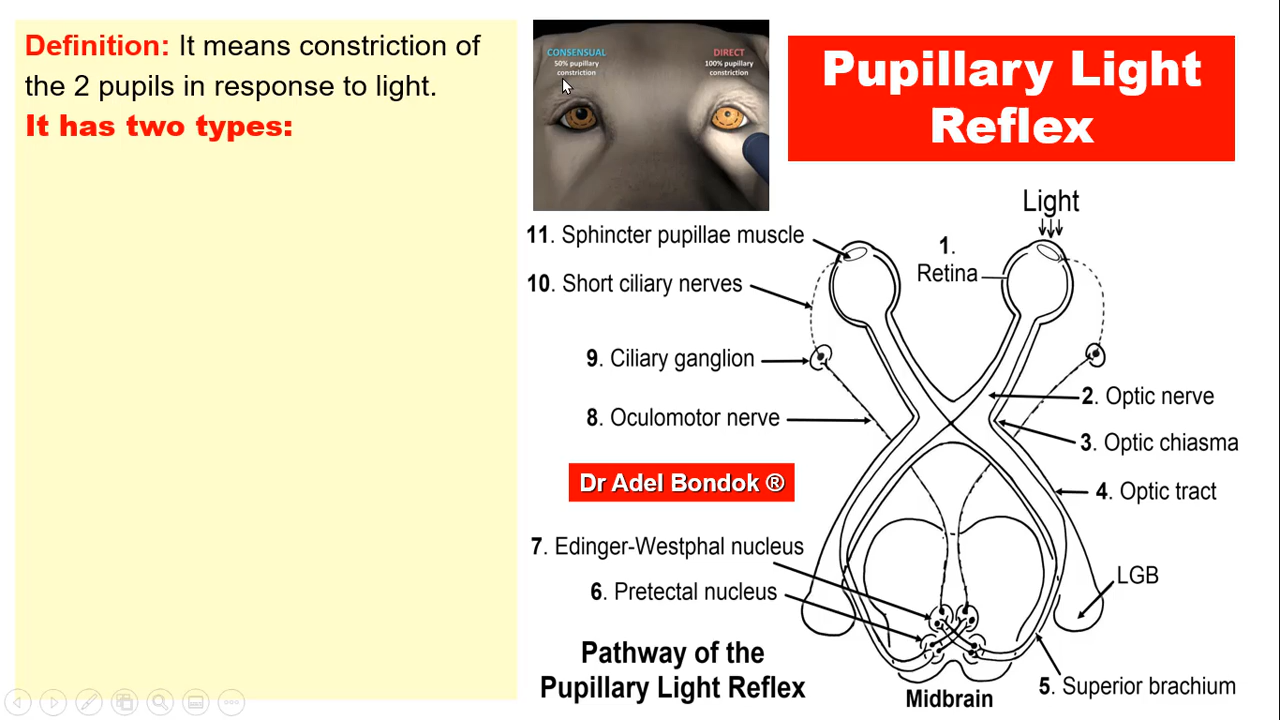 Definition: It means constriction of
the 2 pupils in response to light.
It has two types:
CONSENSUAL
50% pupillary
constriction
DIRECT
100% pupillary
constriction
Pupillary Light
Reflex
Light
11. Sphincter pupillae muscle
1.
Retina
10. Short ciliary nerves
9. Ciliary ganglion
2. Optic nerve
8. Oculomotor nerve
3. Optic chiasma
Dr Adel Bondok ®
4. Optic tract
7. Edinger-Westphal nucleus
LGB
6. Pretectal nucleus
Pathway of the
Pupillary Light Reflex
Midbrain
5. Superior brachium